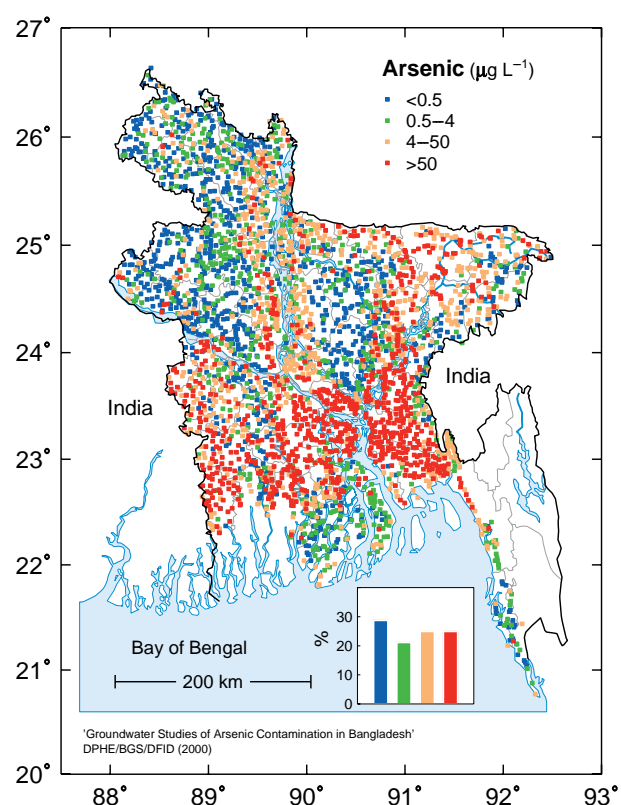 27°
26°
25°
24°
23°
22°
21°
20°
Arsenic (µg L⁻¹)
<0.5
0.5–4
4–50
>50
India
India
Bay of Bengal
200 km
%
30
20
10
0
'Groundwater Studies of Arsenic Contamination in Bangladesh'
DPHE/BGS/DFID (2000)
88° 89° 90° 91° 92° 93°